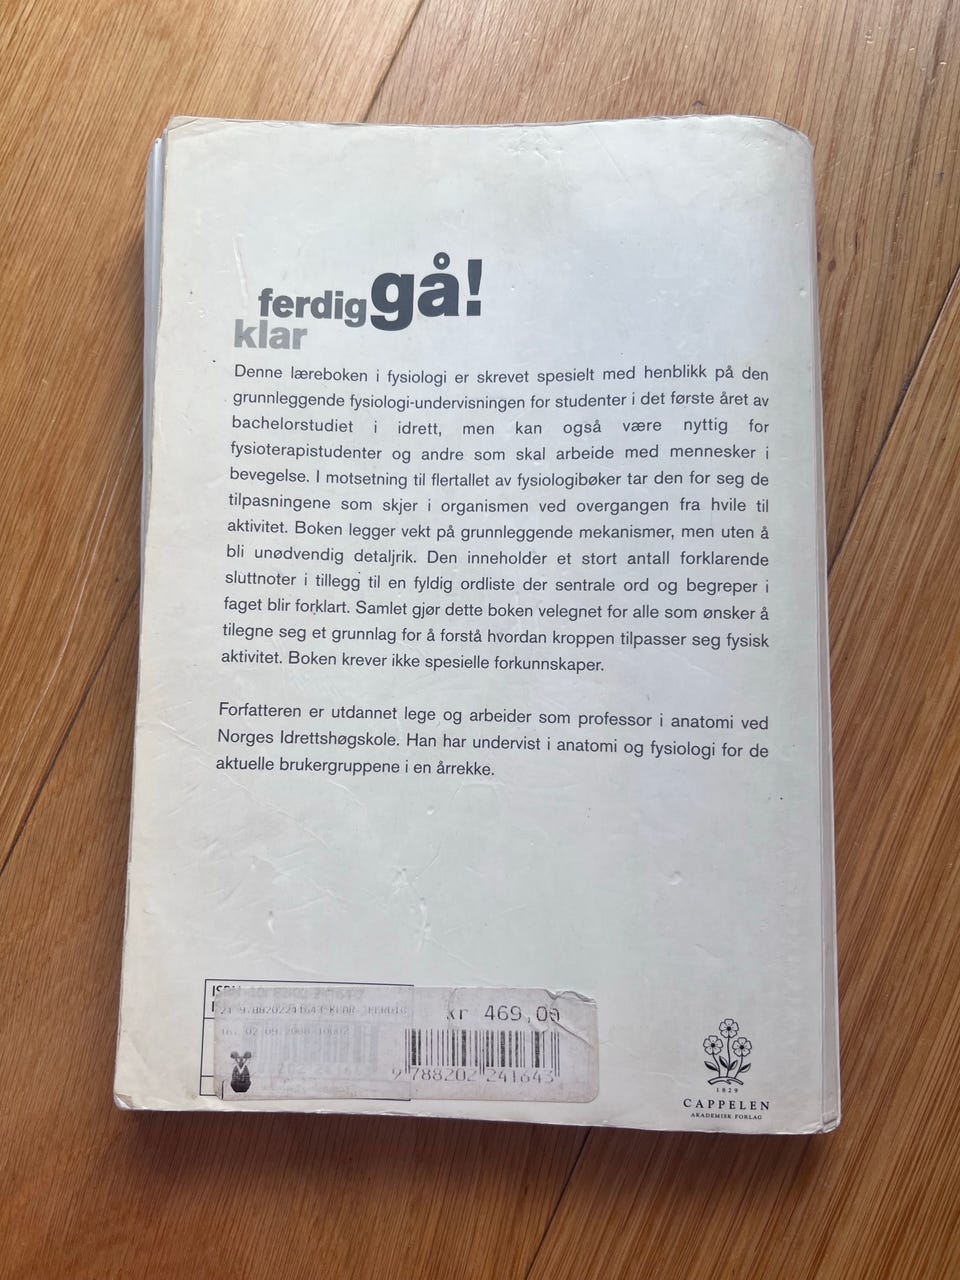 ferdig gå!
klar
Denne læreboken i fysiologi er skrevet spesielt med henblikk på den
grunnleggende fysiologi-undervisningen for studenter i det første året av
bachelorstudiet i idrett, men kan også være nyttig for
fysioterapistudenter og andre som skal arbeide med mennesker i
bevegelse. I motsetning til flertallet av fysiologibøker tar den for seg de
tilpasningene som skjer i organismen ved overgangen fra hvile til
aktivitet. Boken legger vekt på grunnleggende mekanismer, men uten å
bli unødvendig detaljrik. Den inneholder et stort antall forklarende
sluttnoter i tillegg til en fyldig ordliste der sentrale ord og begreper i
faget blir forklart. Samlet gjør dette boken velegnet for alle som ønsker å
tilegne seg et grunnlag for å forstå hvordan kroppen tilpasser seg fysisk
aktivitet. Boken krever ikke spesielle forkunnskaper.
Forfatteren er utdannet lege og arbeider som professor i anatomi ved
Norges Idrettshøgskole. Han har undervist i anatomi og fysiologi for de
aktuelle brukergruppene i en årrekke.
kr 469,00
9 788202 241643
1829
CAPPELEN
AKADEMISK FORLAG